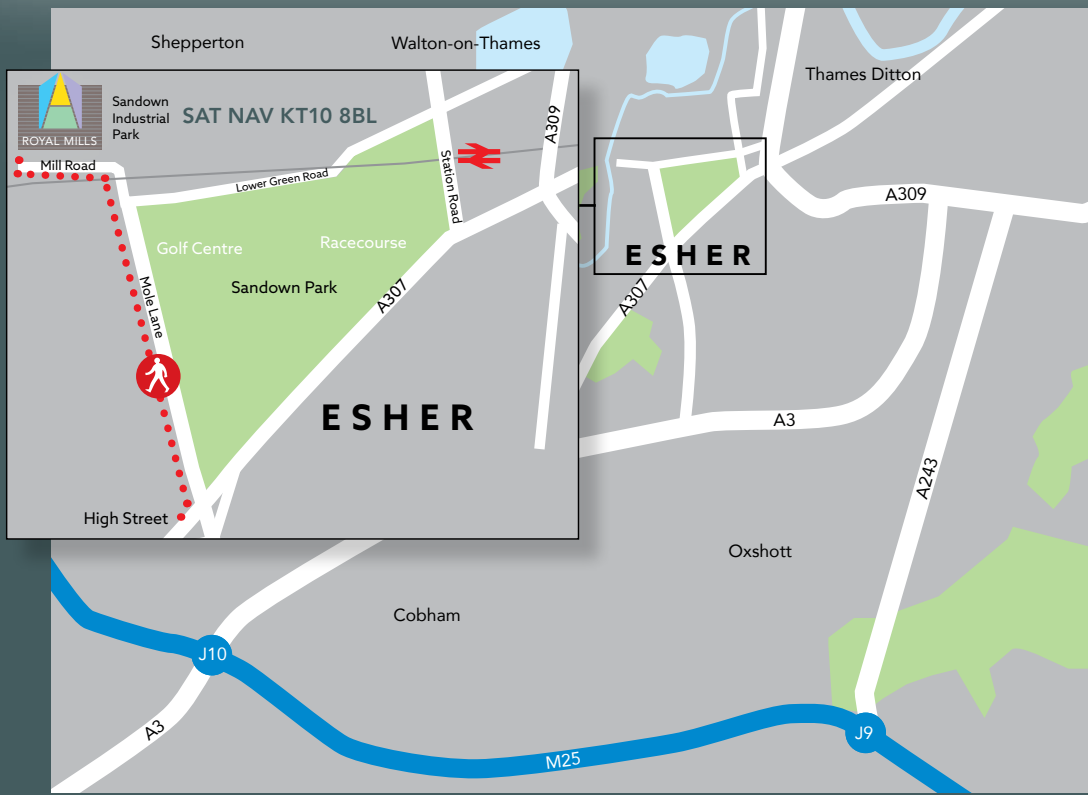 Shepperton
Walton-on-Thames
Thames Ditton
ROYAL MILLS
Sandown
Industrial
Park
SAT NAV KT10 8BL
A309
Mill Road
Lower Green Road
Station Road
Golf Centre
Racecourse
Sandown Park
A307
Mole Lane
ESHER
High Street
A309
ESHER
A307
A3
A243
Oxshott
Cobham
J10
A3
M25
J9